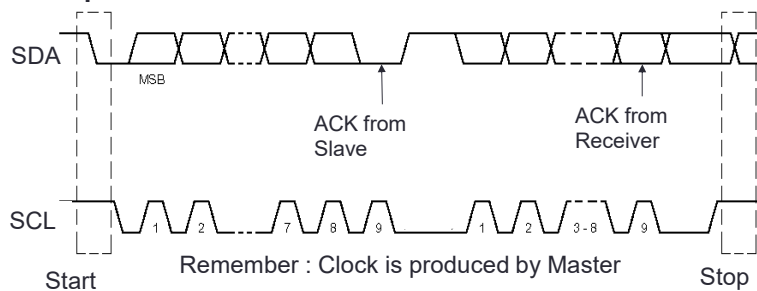 SDA
MSB
ACK from
Slave
ACK from
Receiver
SCL
1 2 7 8 9 1 2 3 - 8 9
Start
Remember : Clock is produced by Master
Stop